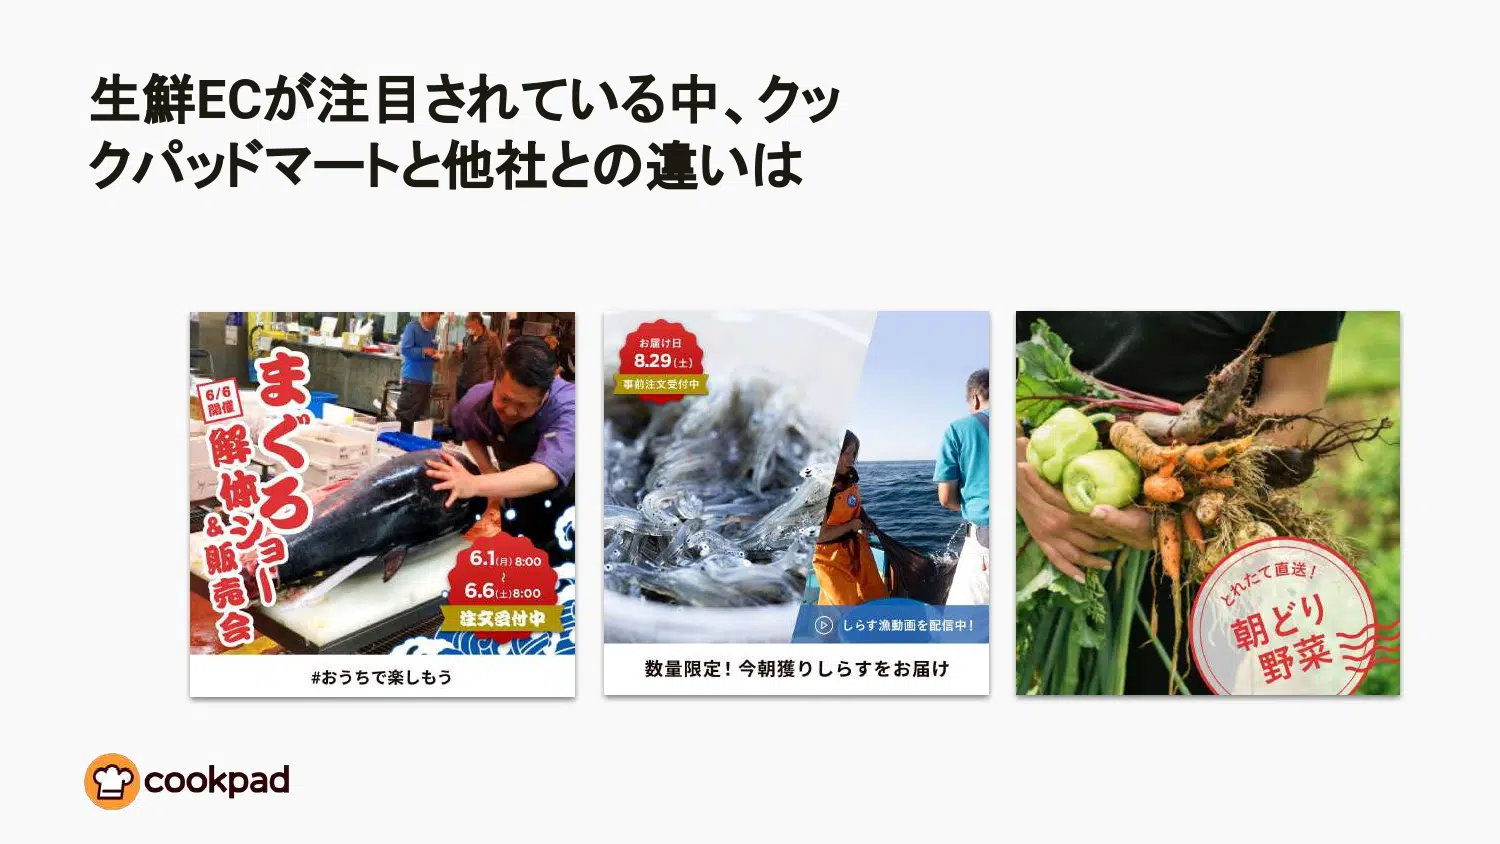 生鮮ECが注目されている中、クッ
クパッドマートと他社との違いは
まぐろ
6/6
開催
解体ショー
&販売会
6.1(月)8:00
~
6.6(土)8:00
注文受付中
#おうちで楽しもう
お届け日
8.29(土)
事前注文受付中
しらす漁動画を配信中!
数量限定!今朝獲りしらすをお届け
とれたて直送!
朝どり
野菜
cookpad